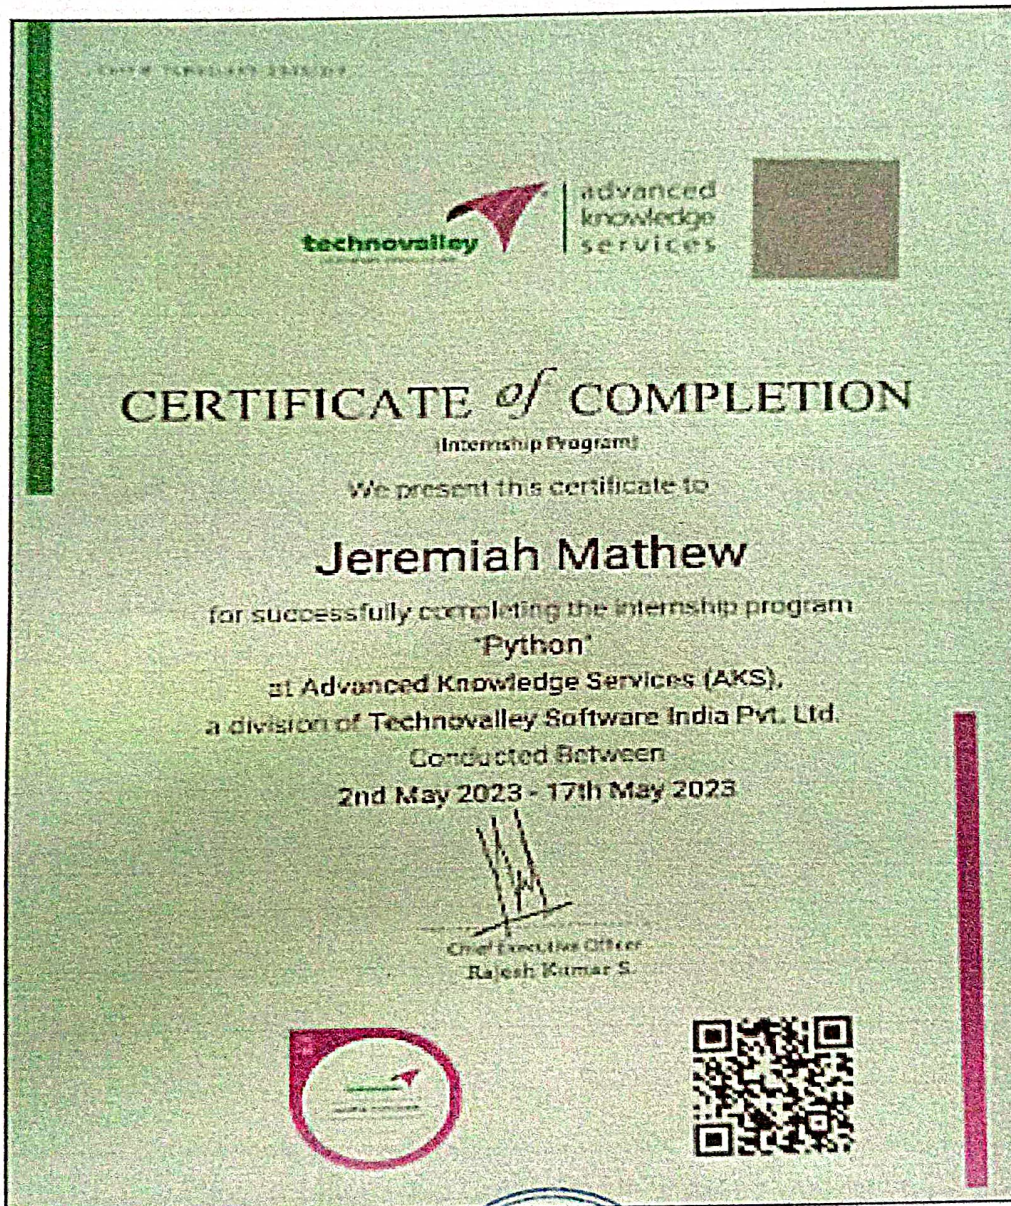 technovalley
advanced
knowledge
services
CERTIFICATE of COMPLETION
(Internship Program)
We present this certificate to
Jeremiah Mathew
for successfully completing the internship program
"Python"
at Advanced Knowledge Services (AKS),
a division of Technovalley Software India Pvt. Ltd.
Conducted Between
2nd May 2023 - 17th May 2023
Chief Executive Officer
Rajesh Kumar S.